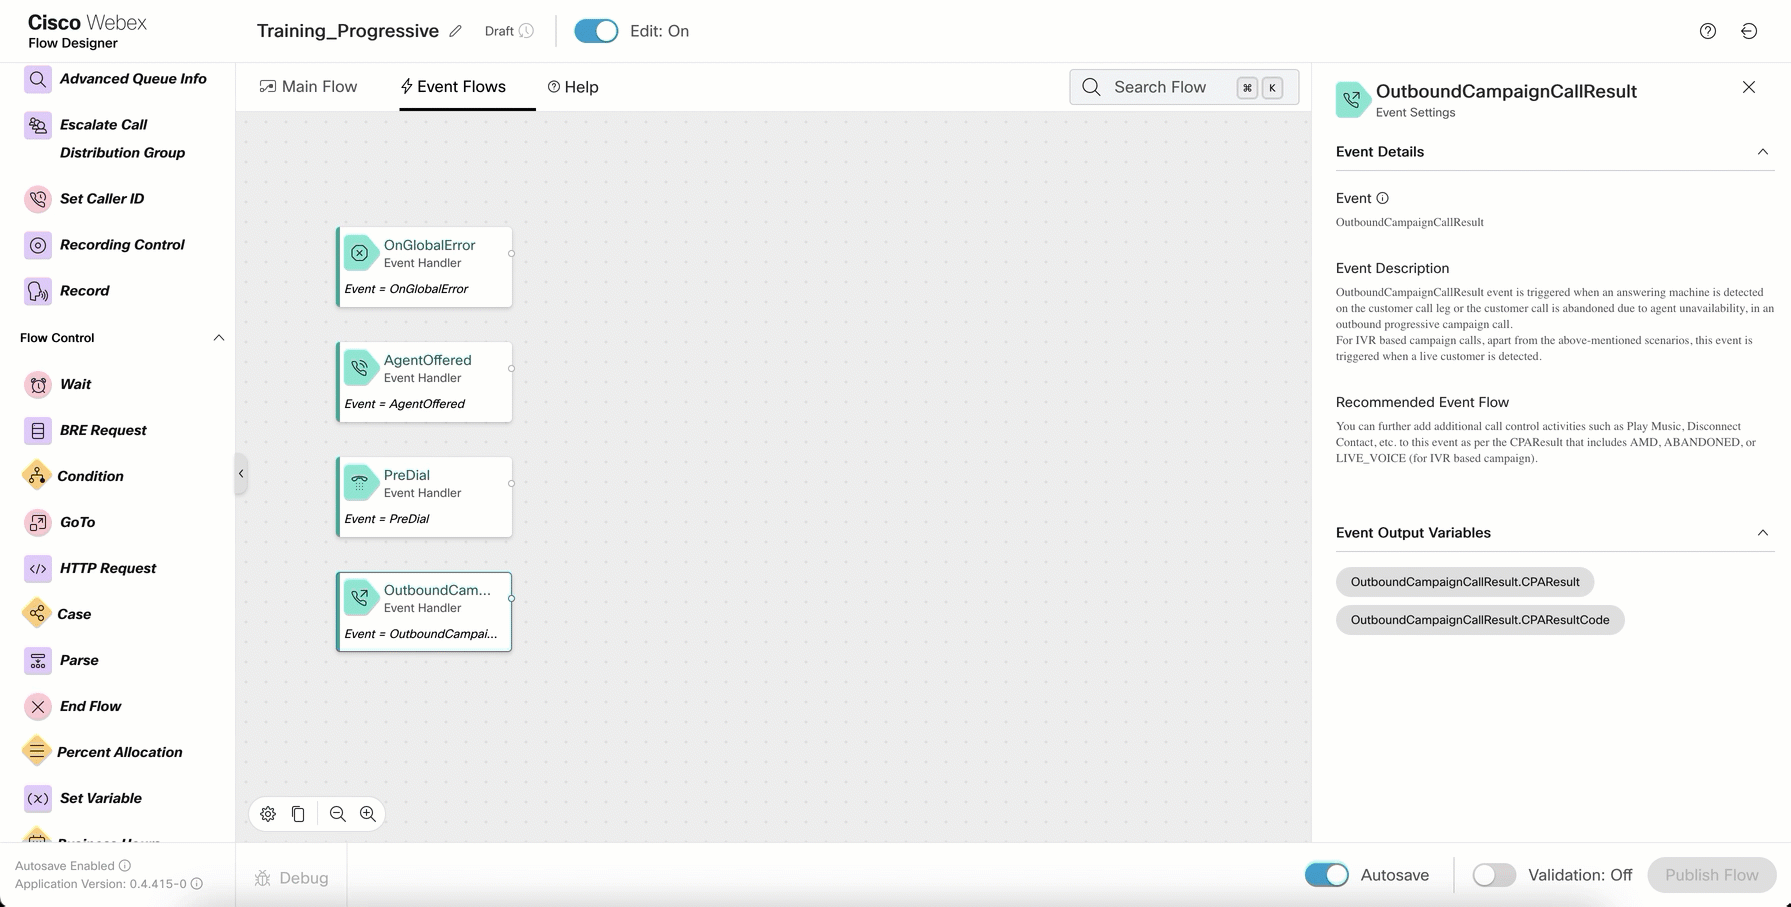 Cisco Webex
Flow Designer
Training_Progressive
Draft
Edit: On
Advanced Queue Info
Escalate Call
Distribution Group
Set Caller ID
Recording Control
Record
Flow Control
Wait
BRE Request
Condition
GoTo
HTTP Request
Case
Parse
End Flow
Percent Allocation
Set Variable
Business Hours
Autosave Enabled
Application Version: 0.4.415-0
Main Flow
Event Flows
Help
Search Flow
⌘ K
OnGlobalError
Event Handler
Event = OnGlobalError
AgentOffered
Event Handler
Event = AgentOffered
PreDial
Event Handler
Event = PreDial
OutboundCam...
Event Handler
Event = OutboundCampai...
OutboundCampaignCallResult
Event Settings
Event Details
Event
OutboundCampaignCallResult
Event Description
OutboundCampaignCallResult event is triggered when an answering machine is detected
on the customer call leg or the customer call is abandoned due to agent unavailability, in an
outbound progressive campaign call.
For IVR based campaign calls, apart from the above-mentioned scenarios, this event is
triggered when a live customer is detected.
Recommended Event Flow
You can further add additional call control activities such as Play Music, Disconnect
Contact, etc. to this event as per the CPAResult that includes AMD, ABANDONED, or
LIVE_VOICE (for IVR based campaign).
Event Output Variables
OutboundCampaignCallResult.CPAResult
OutboundCampaignCallResult.CPAResultCode
Debug
Autosave
Validation: Off
Publish Flow